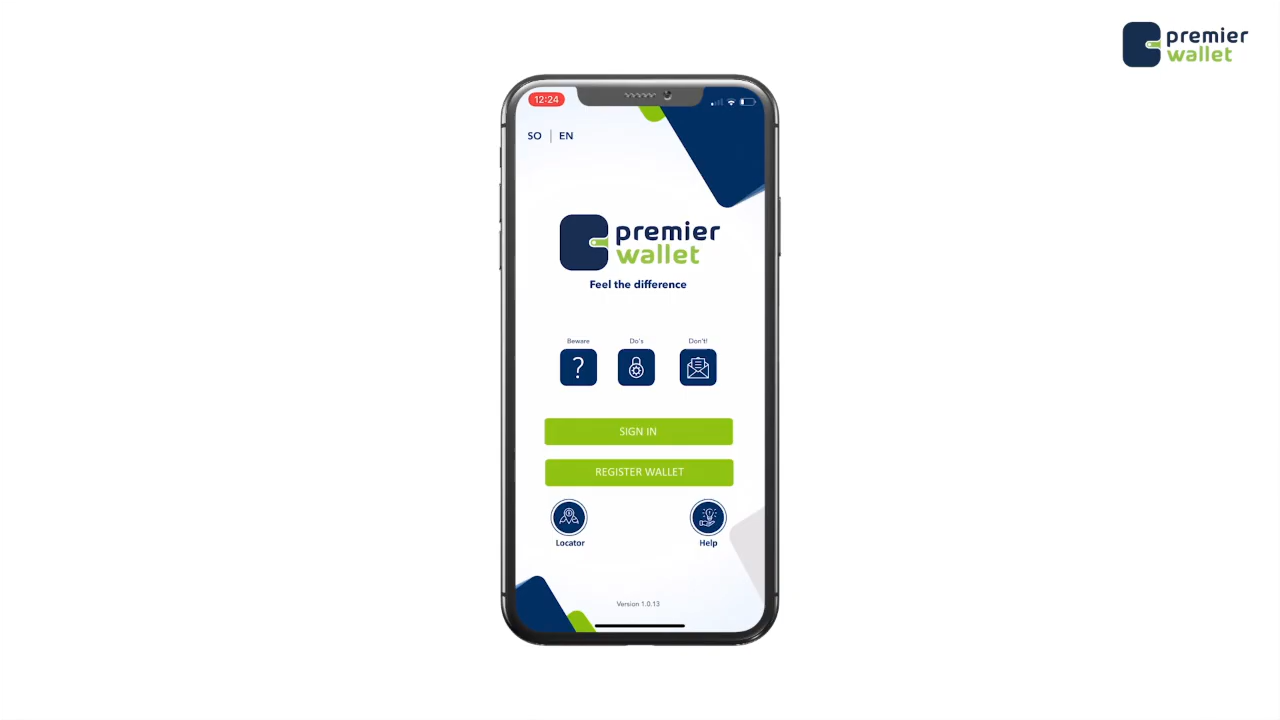 premier
wallet
12:24
SO | EN
premier
wallet
Feel the difference
Beware
Do's
Don't!
SIGN IN
REGISTER WALLET
Locator
Help
Version 1.0.13